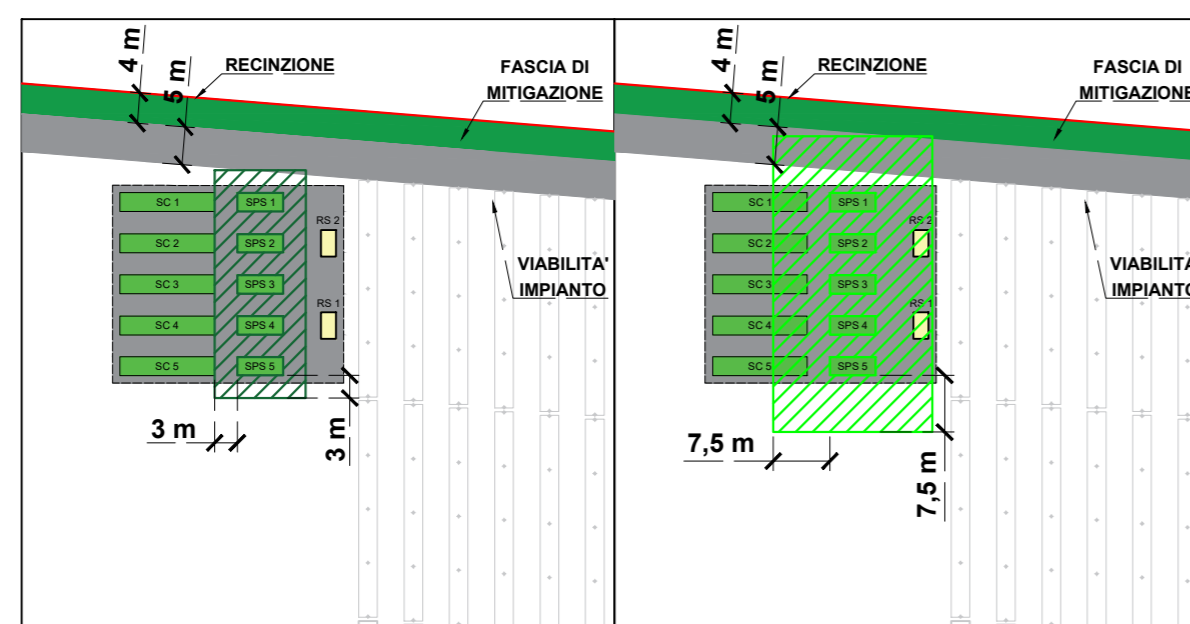 4 m
5 m
RECINZIONE
FASCIA DI
MITIGAZIONE
SC 1
SPS 1
RS 2
SC 2
SPS 2
SC 3
SPS 3
RS 1
SC 4
SPS 4
SC 5
SPS 5
VIABILITA'
IMPIANTO
3 m
3 m
4 m
5 m
RECINZIONE
FASCIA DI
MITIGAZIONE
SC 1
SPS 1
RS 2
SC 2
SPS 2
SC 3
SPS 3
RS 1
SC 4
SPS 4
SC 5
SPS 5
VIABILITA
IMPIANTO
7,5 m
7,5 m